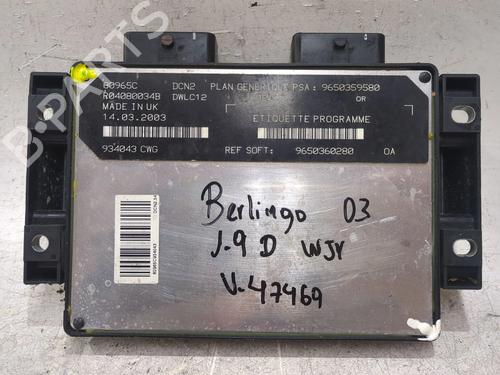 80965C DCN2 PLAN GENERIQUE PSA : 9650359580
R04080034B DWLC12 OR
MADE IN UK
14.03.2003 ETIQUETTE PROGRAMME
934043 CWG REF SOFT: 9650360280 0A
Berlingo 03
1.9 D WJY
V.47469
B-PARTS